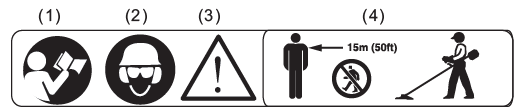 (1) (2) (3) (4)
15m (50ft)